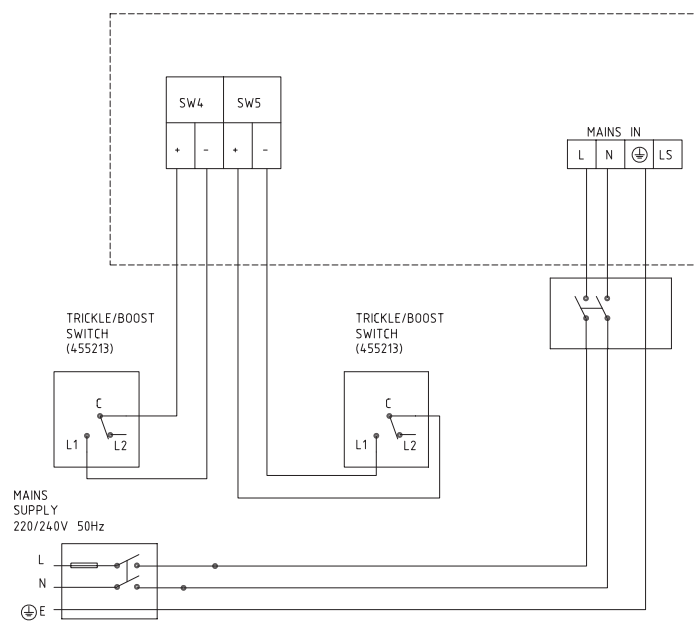 SW4 SW5
+ - + -
MAINS IN
L N LS
TRICKLE/BOOST
SWITCH
(455213)
C
L1 L2
TRICKLE/BOOST
SWITCH
(455213)
C
L1 L2
MAINS
SUPPLY
220/240V 50Hz
L
N
E